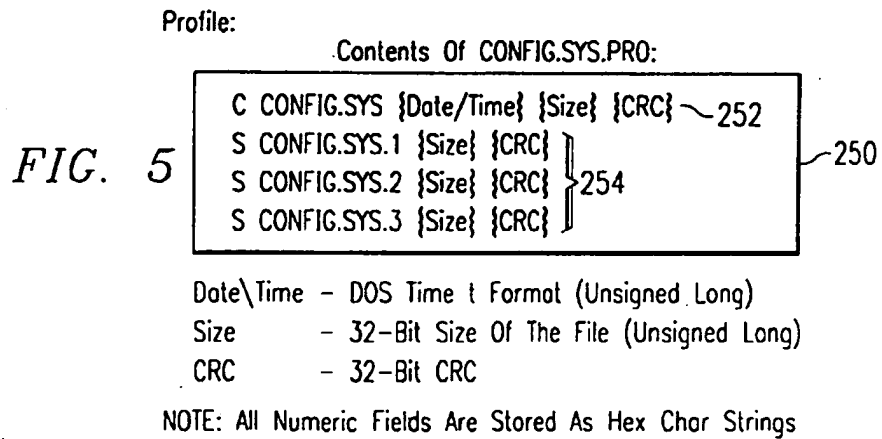 Profile:
Contents Of CONFIG.SYS.PRO:
C CONFIG.SYS {Date/Time} {Size} {CRC} 252
S CONFIG.SYS.1 {Size} {CRC}
S CONFIG.SYS.2 {Size} {CRC} 254
S CONFIG.SYS.3 {Size} {CRC}
250
FIG. 5
Date\Time - DOS Time t Format (Unsigned Long)
Size - 32-Bit Size Of The File (Unsigned Long)
CRC - 32-Bit CRC
NOTE: All Numeric Fields Are Stored As Hex Char Strings